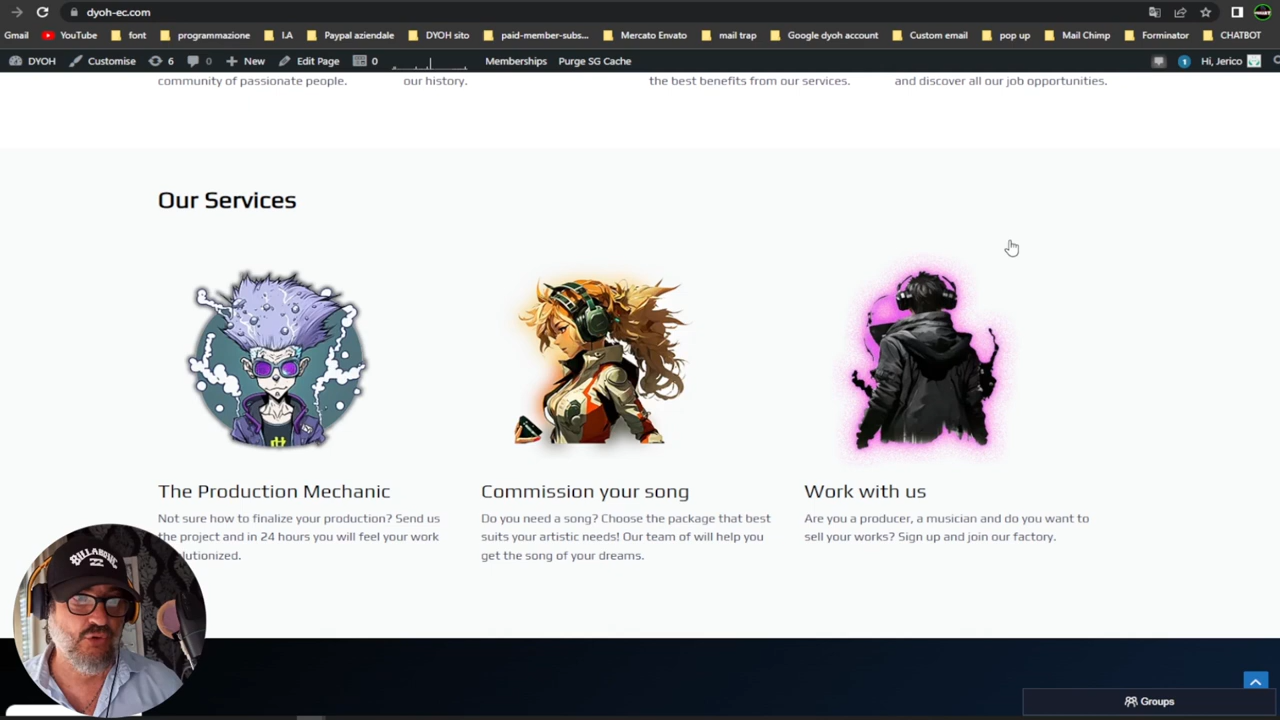 dyoh-ec.com
Gmail YouTube font programmazione I.A Paypal aziendale DYOH sito paid-member-subs... Mercato Envato mail trap Google dyoh account Custom email pop up Mail Chimp Forminator CHATBOT
DYOH Customise 6 0 New Edit Page 0 Memberships Purge SG Cache 1 Hi, Jerico
community of passionate people. our history. the best benefits from our services. and discover all our job opportunities.
Our Services
The Production Mechanic
Not sure how to finalize your production? Send us
the project and in 24 hours you will feel your work
lutionized.
Commission your song
Do you need a song? Choose the package that best
suits your artistic needs! Our team of will help you
get the song of your dreams.
Work with us
Are you a producer, a musician and do you want to
sell your works? Sign up and join our factory.
BILLABONG
Groups